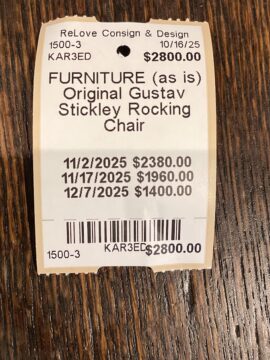 ReLove Consign & Design
1500-3 10/16/25
KAR3ED $2800.00
FURNITURE (as is)
Original Gustav
Stickley Rocking
Chair
11/2/2025 $2380.00
11/17/2025 $1960.00
12/7/2025 $1400.00
KAR3ED
1500-3 $2800.00